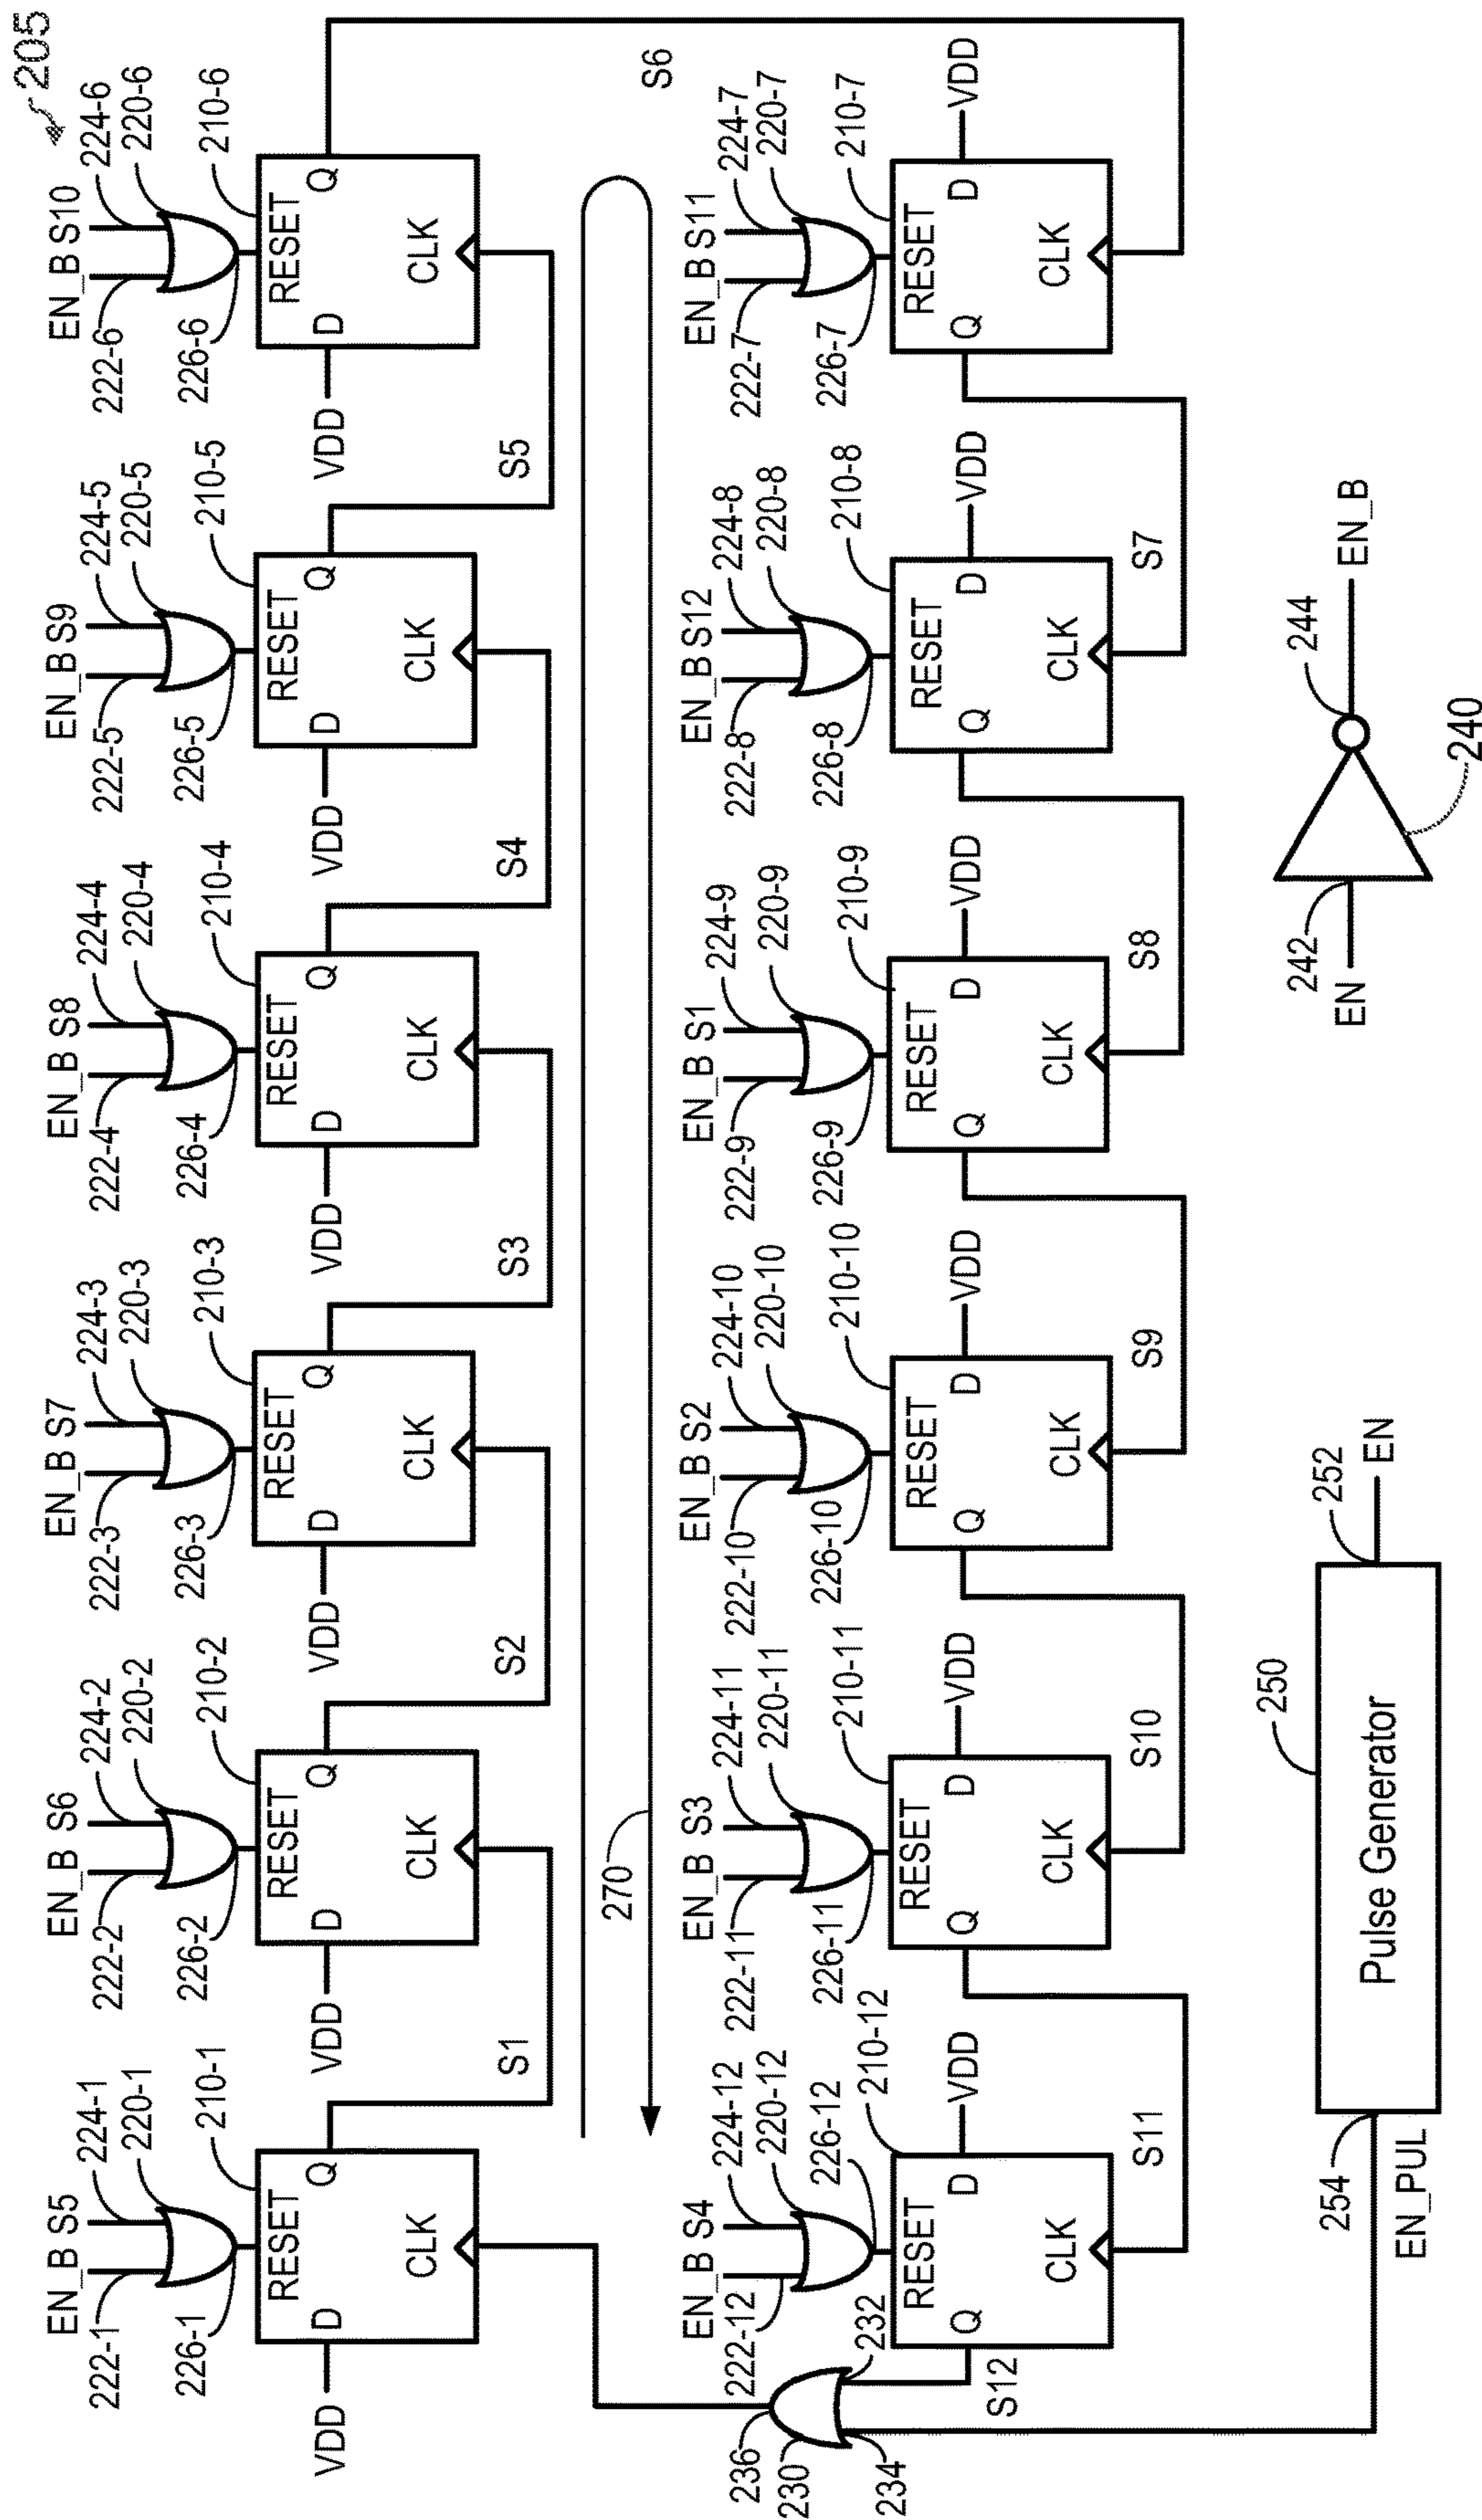 205
EN_B S5
224-1
220-1
210-1
222-1
226-1
RESET
D
Q
CLK
VDD
S1
EN_B S6
224-2
220-2
210-2
222-2
226-2
RESET
D
Q
CLK
VDD
S2
EN_B S7
224-3
220-3
210-3
222-3
226-3
RESET
D
Q
CLK
VDD
S3
EN_B S8
224-4
220-4
210-4
222-4
226-4
RESET
D
Q
CLK
VDD
S4
EN_B S9
224-5
220-5
210-5
222-5
226-5
RESET
D
Q
CLK
VDD
S5
EN_B S10
224-6
220-6
210-6
222-6
226-6
RESET
D
Q
CLK
VDD
S6
270
EN_B S4
224-12
220-12
226-12
210-12
222-12
RESET
Q
D
CLK
VDD
S11
EN_B S3
224-11
220-11
210-11
222-11
226-11
RESET
Q
D
CLK
VDD
S10
EN_B S2
224-10
220-10
210-10
222-10
226-10
RESET
Q
D
CLK
VDD
S9
EN_B S1
224-9
220-9
210-9
222-9
226-9
RESET
Q
D
CLK
VDD
S8
EN_B S12
224-8
220-8
210-8
222-8
226-8
RESET
Q
D
CLK
VDD
S7
EN_B S11
224-7
220-7
210-7
222-7
226-7
RESET
Q
D
CLK
VDD
236
230
234
232
S12
254
EN_PUL
250
Pulse Generator
252
EN
242
EN
244
EN_B
240